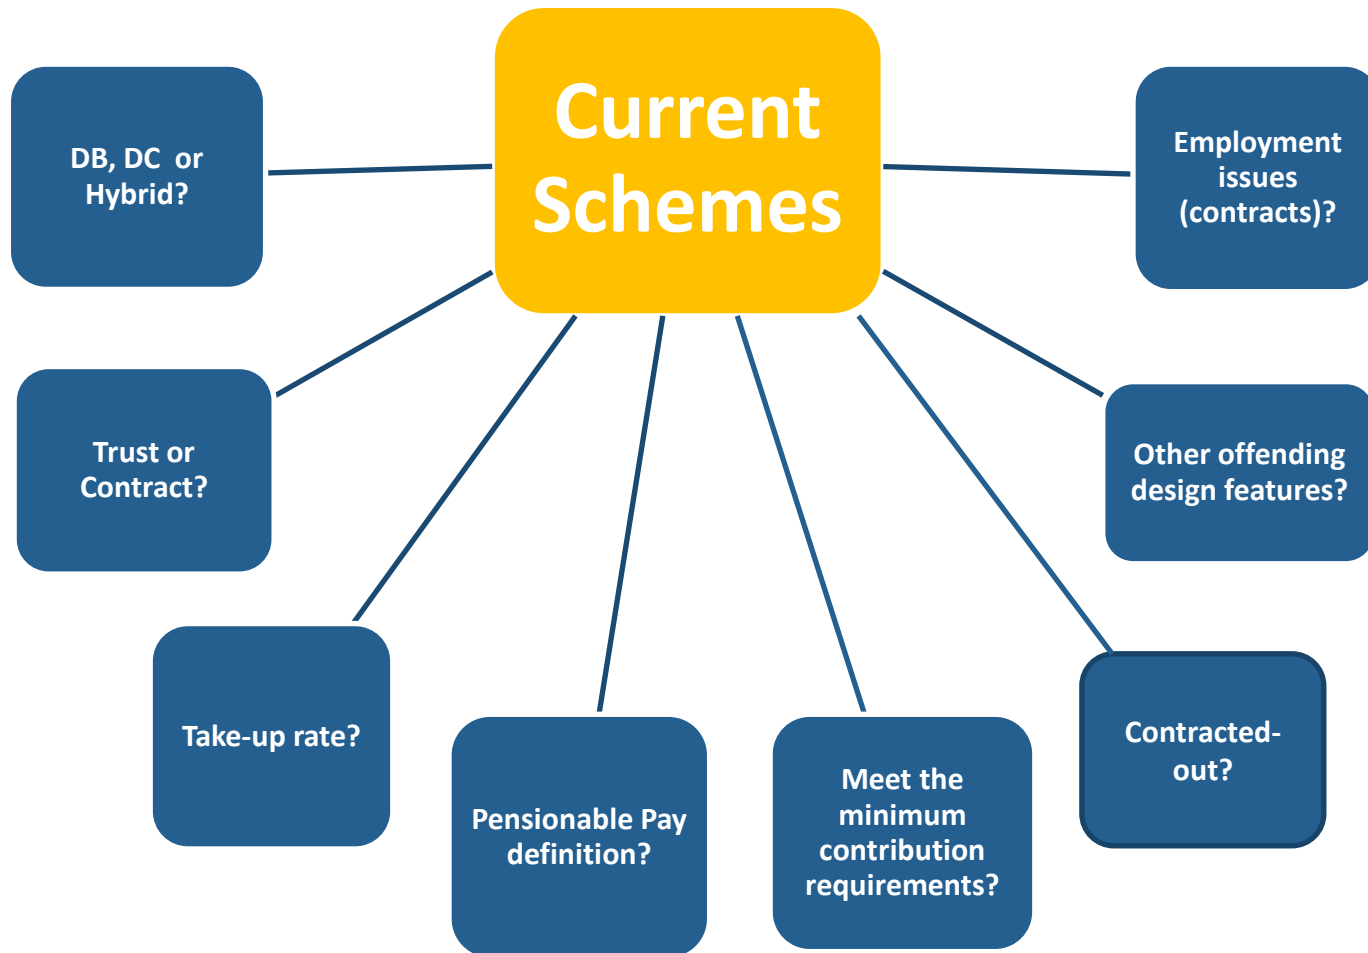 Current
Schemes
DB, DC or
Hybrid?
Trust or
Contract?
Take-up rate?
Pensionable Pay
definition?
Meet the
minimum
contribution
requirements?
Contracted-
out?
Other offending
design features?
Employment
issues
(contracts)?